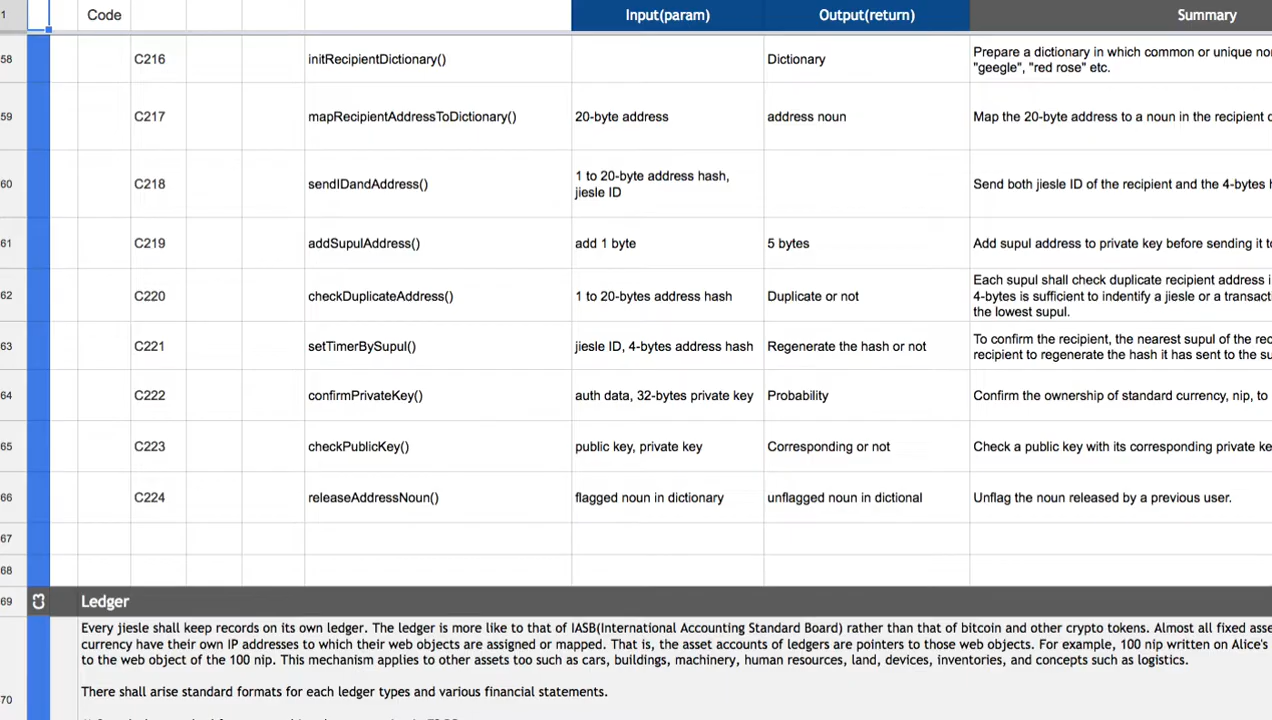 1 Code Input(param) Output(return) Summary
58 C216 initRecipientDictionary() Dictionary Prepare a dictionary in which common or unique
"geegle", "red rose" etc.
59 C217 mapRecipientAddressToDictionary() 20-byte address address noun Map the 20-byte address to a noun in the recipient
60 C218 sendIDandAddress() 1 to 20-byte address hash, Send both jiesle ID of the recipient and the 4-bytes
jiesle ID
61 C219 addSupulAddress() add 1 byte 5 bytes Add supul address to private key before sending it
62 C220 checkDuplicateAddress() 1 to 20-bytes address hash Duplicate or not Each supul shall check duplicate recipient address
4-bytes is sufficient to indentify a jiesle or a
the lowest supul.
63 C221 setTimerBySupul() jiesle ID, 4-bytes address hash Regenerate the hash or not To confirm the recipient, the nearest supul of the
recipient to regenerate the hash it has sent to the
64 C222 confirmPrivateKey() auth data, 32-bytes private key Probability Confirm the ownership of standard currency, nip, to
65 C223 checkPublicKey() public key, private key Corresponding or not Check a public key with its corresponding private
66 C224 releaseAddressNoun() flagged noun in dictionary unflagged noun in dictional Unflag the noun released by a previous user.
67
68
69 C3 Ledger
Every jiesle shall keep records on its own ledger. The ledger is more like to that of IASB(International Accounting Standard Board) rather than that of bitcoin and other crypto tokens. Almost all fixed
currency have their own IP addresses to which their web objects are assigned or mapped. That is, the asset accounts of ledgers are pointers to those web objects. For example, 100 nip written on Alice's
to the web object of the 100 nip. This mechanism applies to other assets too such as cars, buildings, machinery, human resources, land, devices, inventories, and concepts such as logistics.
There shall arise standard formats for each ledger types and various financial statements.
70